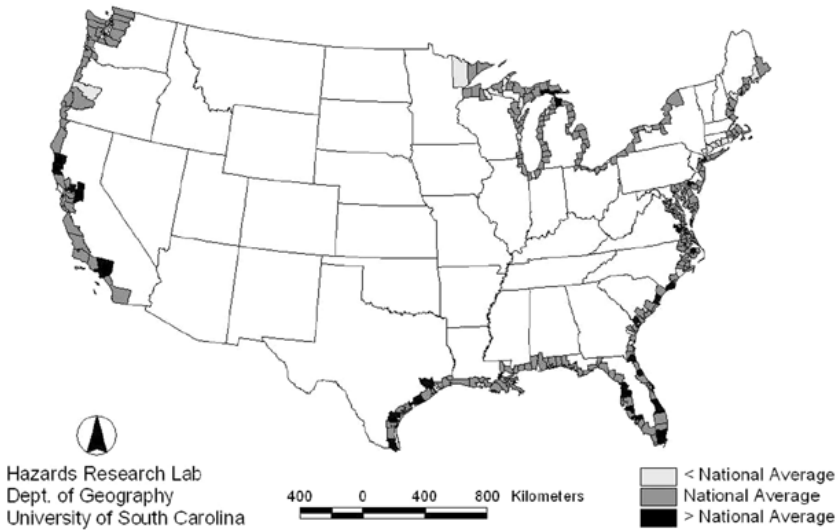 Hazards Research Lab
Dept. of Geography
University of South Carolina
400 0 400 800 Kilometers
< National Average
National Average
> National Average